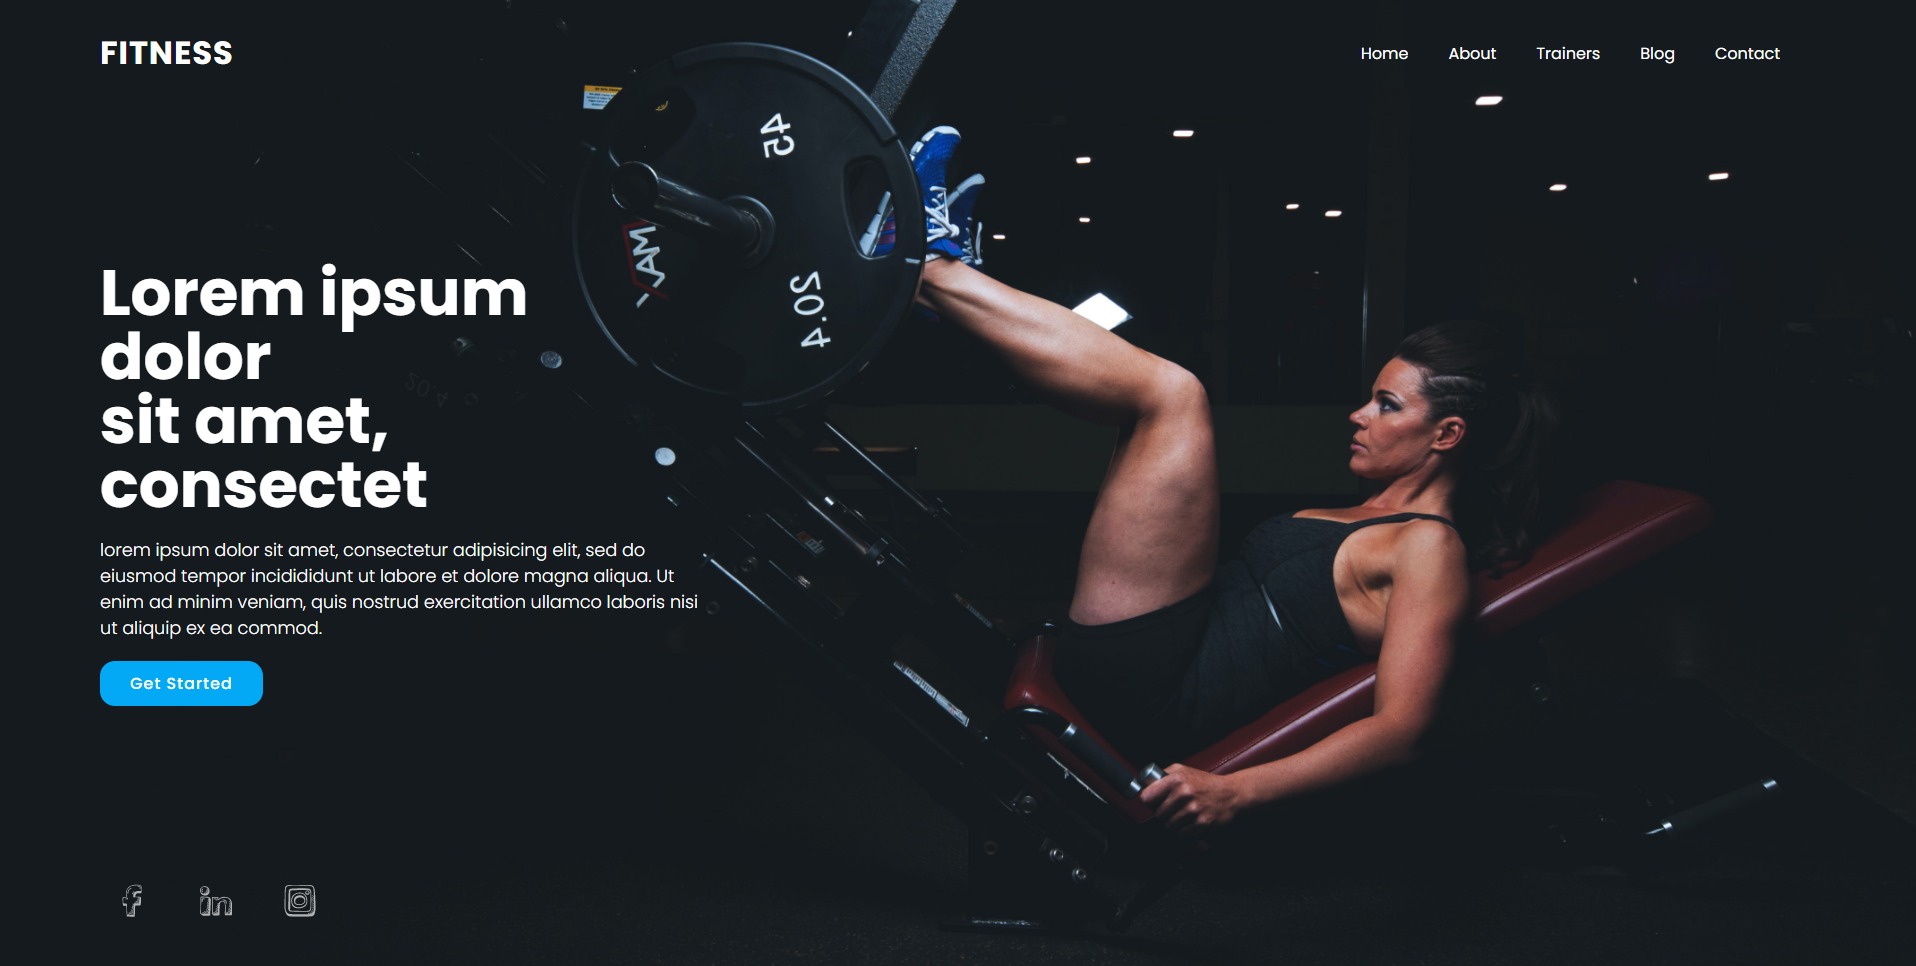 FITNESS
Home About Trainers Blog Contact
45
20.4
Lorem ipsum
dolor
sit amet,
consectet
lorem ipsum dolor sit amet, consectetur adipisicing elit, sed do
eiusmod tempor incidididunt ut labore et dolore magna aliqua. Ut
enim ad minim veniam, quis nostrud exercitation ullamco laboris nisi
ut aliquip ex ea commod.
Get Started
f in